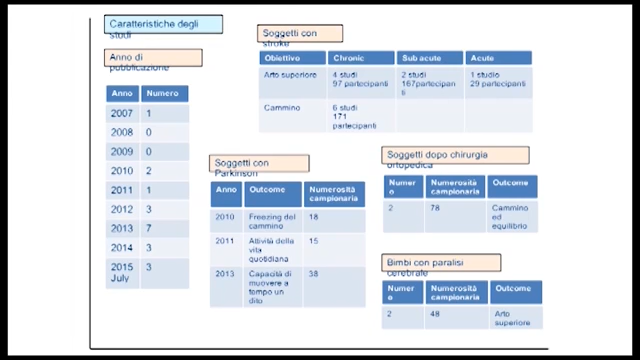 Caratteristiche degli
studi
Anno di
pubblicazione
Anno Numero
2007 1
2008 0
2009 0
2010 2
2011 1
2012 3
2013 7
2014 3
2015 3
July
Soggetti con
stroke
Obiettivo Chronic Sub acute Acute
Arto superiore 4 studi 2 studi 1 studio
97 partecipanti 167partecipan 29 partecipanti
ti
Cammino 6 studi
171
partecipanti
Soggetti con
Parkinson
Anno Outcome Numerosità
campionaria
2010 Freezing del 18
cammino
2011 Attività della 15
vita
quotidiana
2013 Capacità di 38
muovere a
tempo un
dito
Soggetti dopo chirurgia
ortopedica
Numer Numerosità Outcome
o campionaria
2 78 Cammino
ed
equilibrio
Bimbi con paralisi
cerebrale
Numer Numerosità Outcome
o campionaria
2 48 Arto
superiore